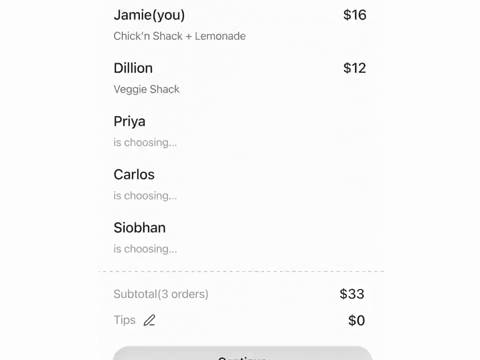 Jamie(you) $16
Chick'n Shack + Lemonade
Dillion $12
Veggie Shack
Priya
is choosing...
Carlos
is choosing...
Siobhan
is choosing...
Subtotal(3 orders) $33
Tips $0
Continue